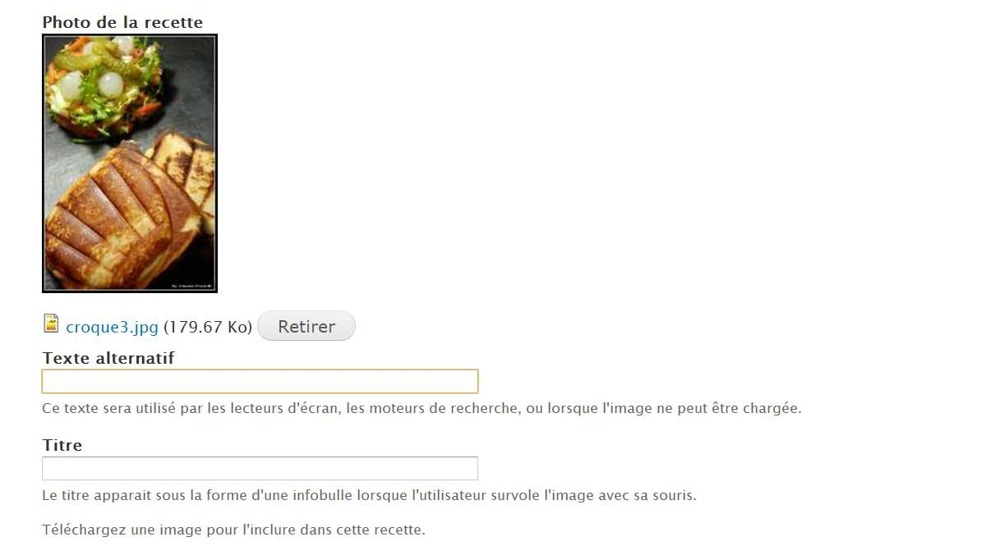 Photo de la recette
croque3.jpg (179.67 Ko) Retirer
Texte alternatif
Ce texte sera utilisé par les lecteurs d'écran, les moteurs de recherche, ou lorsque l'image ne peut être chargée.
Titre
Le titre apparait sous la forme d'une infobulle lorsque l'utilisateur survole l'image avec sa souris.
Téléchargez une image pour l'inclure dans cette recette.